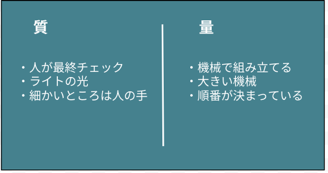 質
・人が最終チェック
・ライトの光
・細かいところは人の手
量
・機械で組み立てる
・大きい機械
・順番が決まっている